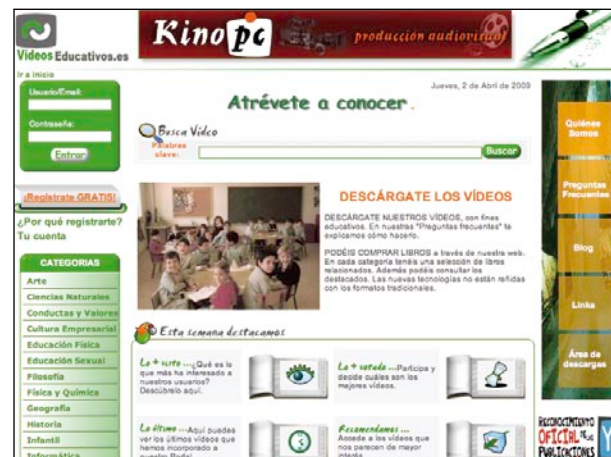 Kino pc producción audiovisual
Videos Educativos.es
Ir a inicio
Usuario/Email:
Contraseña:
Entrar
¡Regístrate GRATIS!
¿Por qué registrarte?
Tu cuenta
CATEGORIAS
Arte
Ciencias Naturales
Conductas y Valores
Cultura Empresarial
Educación Física
Educación Sexual
Filosofía
Física y Química
Geografía
Historia
Infantil
Informática
Jueves, 2 de Abril de 2009
Atrévete a conocer.
Busca Vídeo
Palabras
clave:
Buscar
DESCÁRGATE LOS VÍDEOS
DESCÁRGATE NUESTROS VÍDEOS, con fines
educativos. En nuestras "Preguntas frecuentes" te
explicamos cómo hacerlo.
PODÉIS COMPRAR LIBROS a través de nuestra web.
En cada categoría tenéis una selección de libros
relacionados. Además podéis consultar los
destacados. Las nuevas tecnologías no están reñidas
con los formatos tradicionales.
Esta semana destacamos
Lo + visto ...¿Qué es lo
que más ha interesado a
nuestros usuarios?
Descúbrelo aquí.
Lo + votado ...Participa y
decide cuáles son los
mejores vídeos.
Lo último ...Aquí puedes
ver los últimos vídeos que
hemos incorporado a
nuestro Portal
Recomendamos ...
Accede a los vídeos que
nos parecen de mayor
interés
Quiénes
Somos
Preguntas
Frecuentes
Blog
Links
Área de
descargas
RECONOCIMIENTO
OFICIAL
PUBLICACIONES